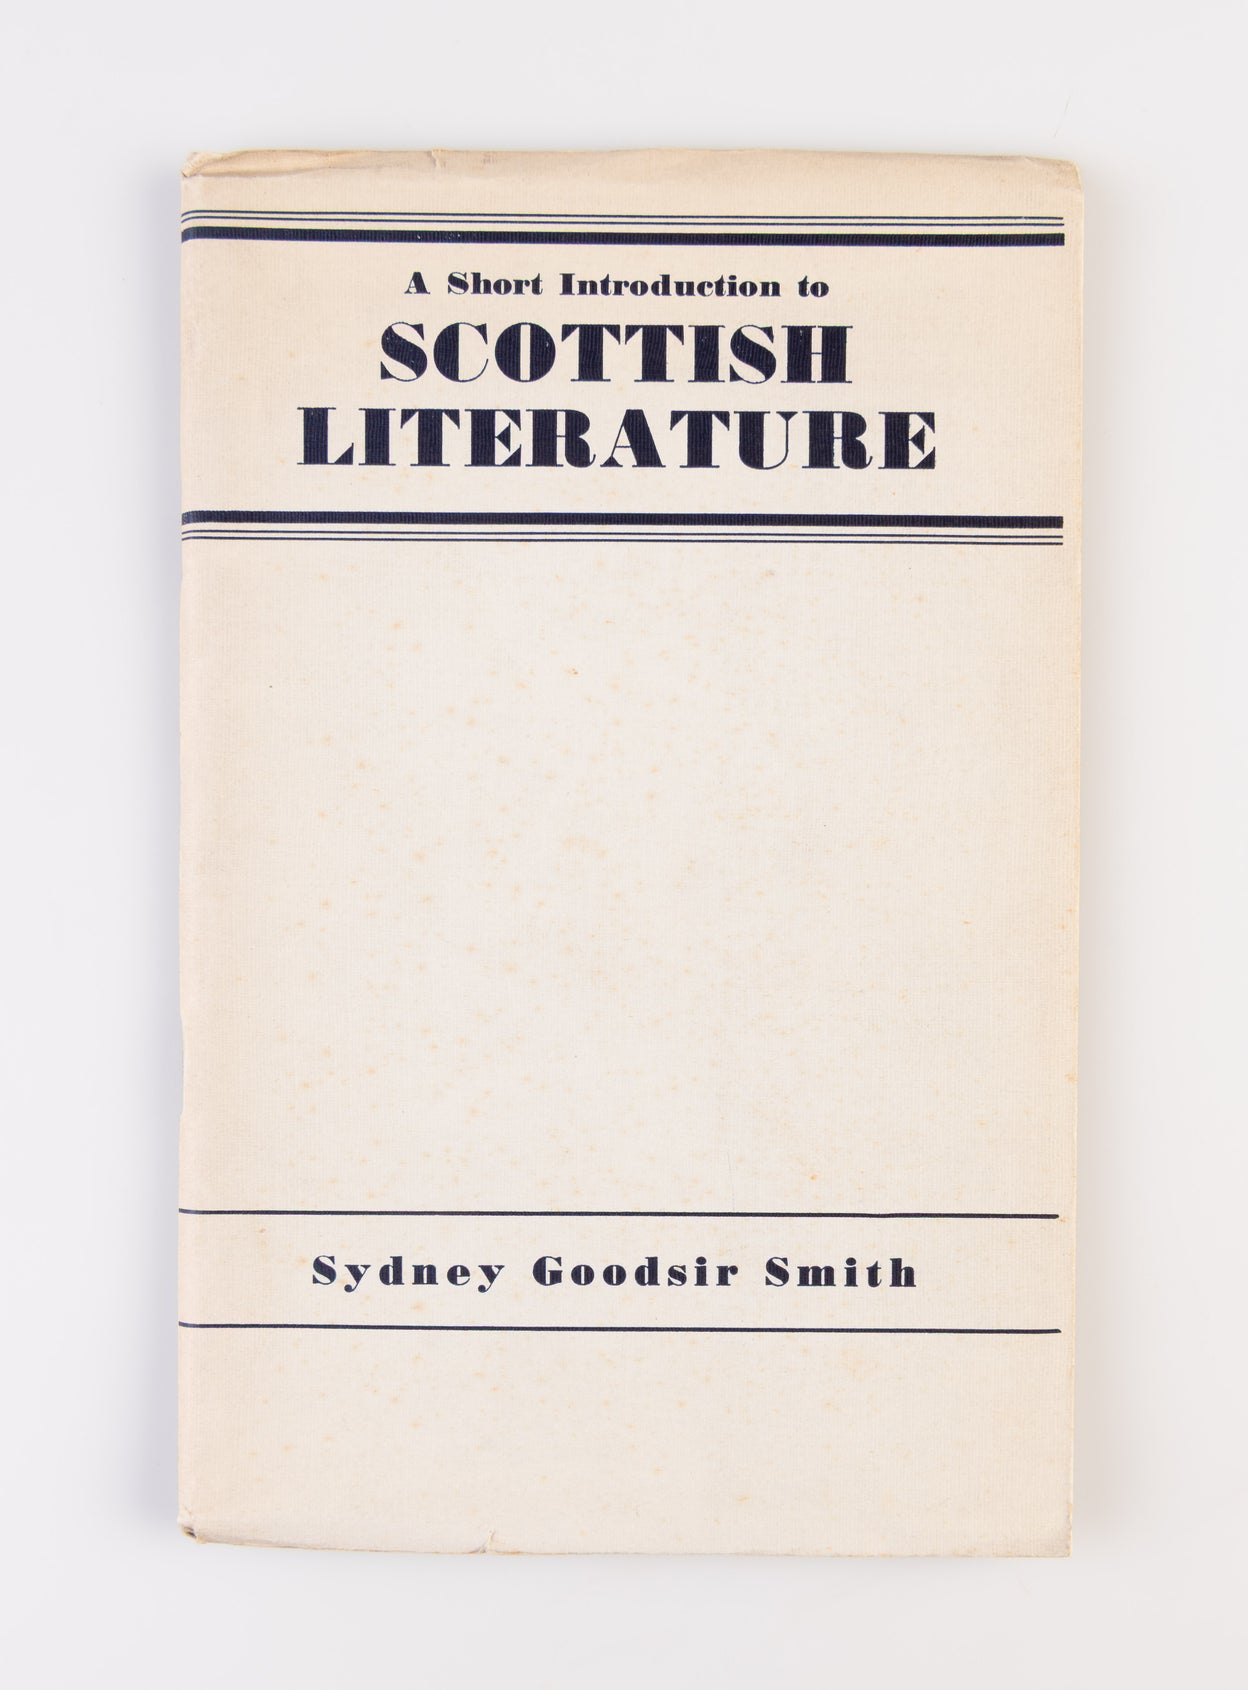 A Short Introduction to
SCOTTISH
LITERATURE
Sydney Goodsir Smith